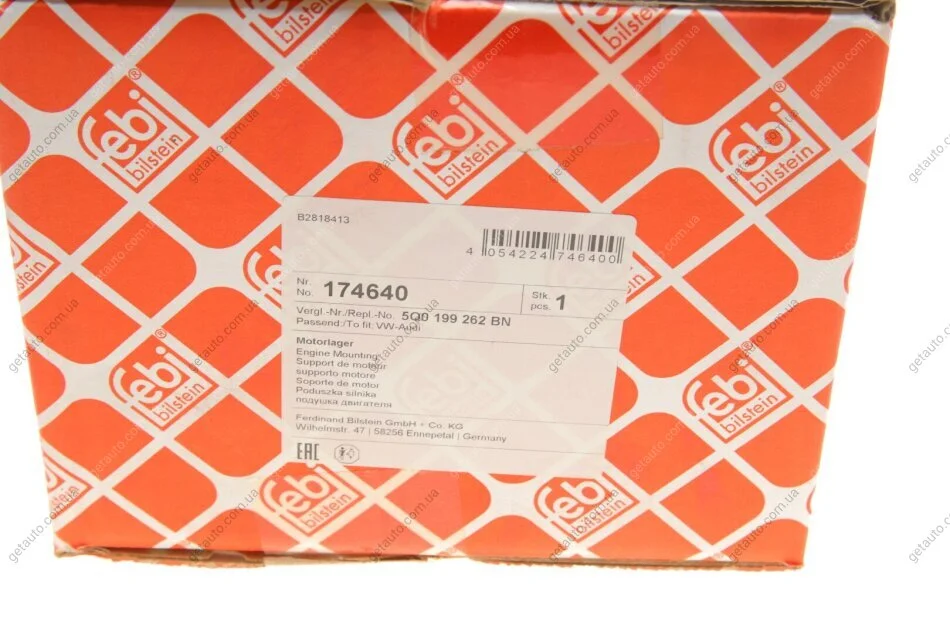 febi
bilstein
B2818413
4 054224 746400
Nr.
No. 174640
Stk.
pcs. 1
Vergl.-Nr./Repl.-No. 5Q0 199 262 BN
Passend:/To fit: VW-Audi
Motorlager
Engine Mounting
Support de moteur
supporto motore
Soporte de motor
Poduszka silnika
подушка двигателя
Ferdinand Bilstein GmbH + Co. KG
Wilhelmstr. 47 | 58256 Ennepetal | Germany
EAC
getauto.com.ua